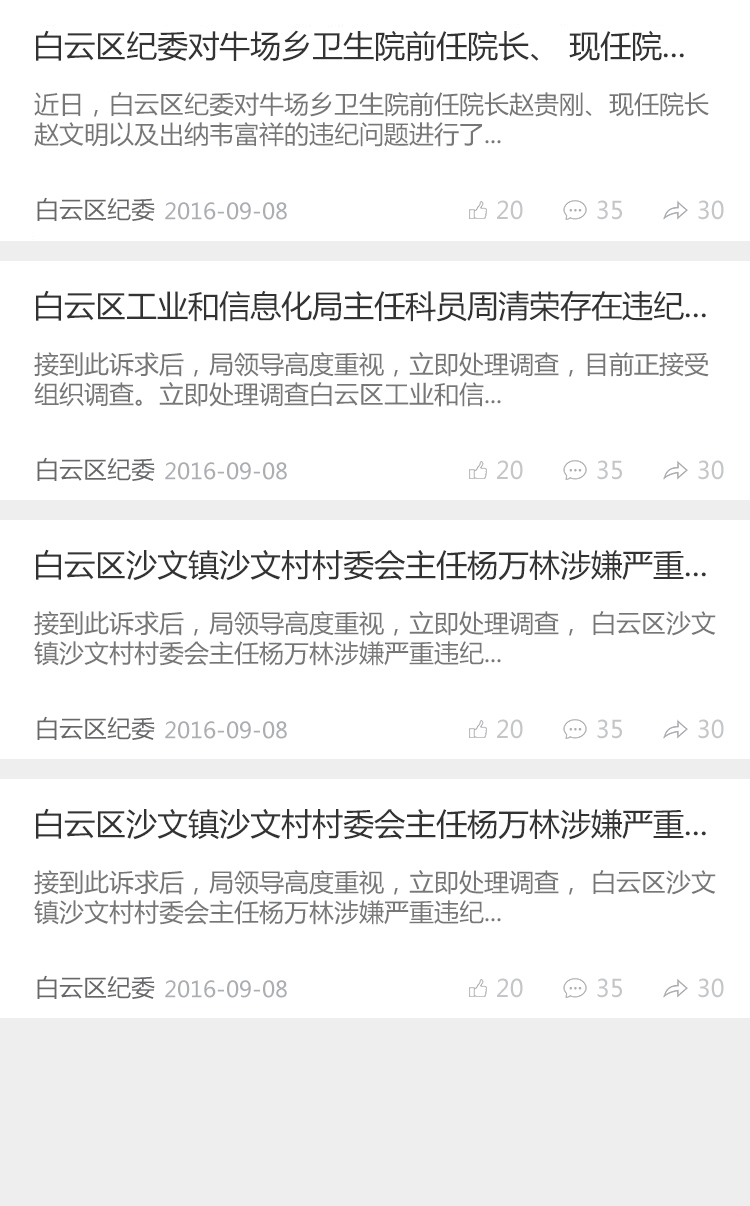 白云区纪委对牛场乡卫生院前任院长、 现任院...
近日，白云区纪委对牛场乡卫生院前任院长赵贵刚、现任院长
赵文明以及出纳韦富祥的违纪问题进行了...
白云区纪委 2016-09-08 20 35 30
白云区工业和信息化局主任科员周清荣存在违纪...
接到此诉求后，局领导高度重视，立即处理调查，目前正接受
组织调查。立即处理调查白云区工业和信...
白云区纪委 2016-09-08 20 35 30
白云区沙文镇沙文村村委会主任杨万林涉嫌严重...
接到此诉求后，局领导高度重视，立即处理调查， 白云区沙文
镇沙文村村委会主任杨万林涉嫌严重违纪...
白云区纪委 2016-09-08 20 35 30
白云区沙文镇沙文村村委会主任杨万林涉嫌严重...
接到此诉求后，局领导高度重视，立即处理调查， 白云区沙文
镇沙文村村委会主任杨万林涉嫌严重违纪...
白云区纪委 2016-09-08 20 35 30